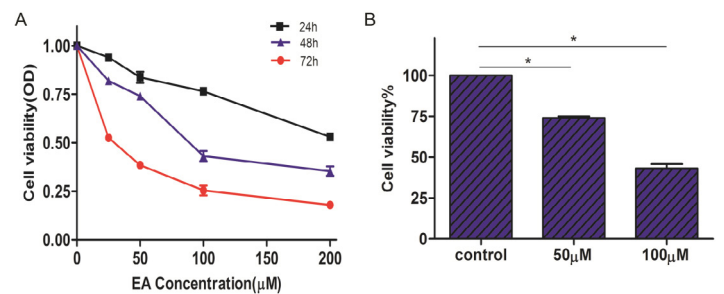 A
24h
48h
72h
1.00
0.75
0.50
0.25
0.00
Cell viability(OD)
0
50
100
150
200
EA Concentration(μM)
B
*
*
100
75
50
25
0
Cell viability%
control
50μM
100μM